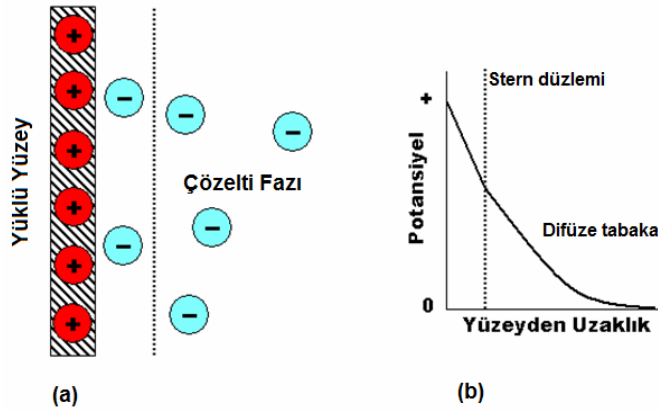 Yüklü Yüzey
+
+
+
+
+
+
−
−
−
−
−
−
Çözelti Fazı
(a)
Potansiyel
+
0
Stern düzlemi
Difüze tabaka
Yüzeyden Uzaklık
(b)